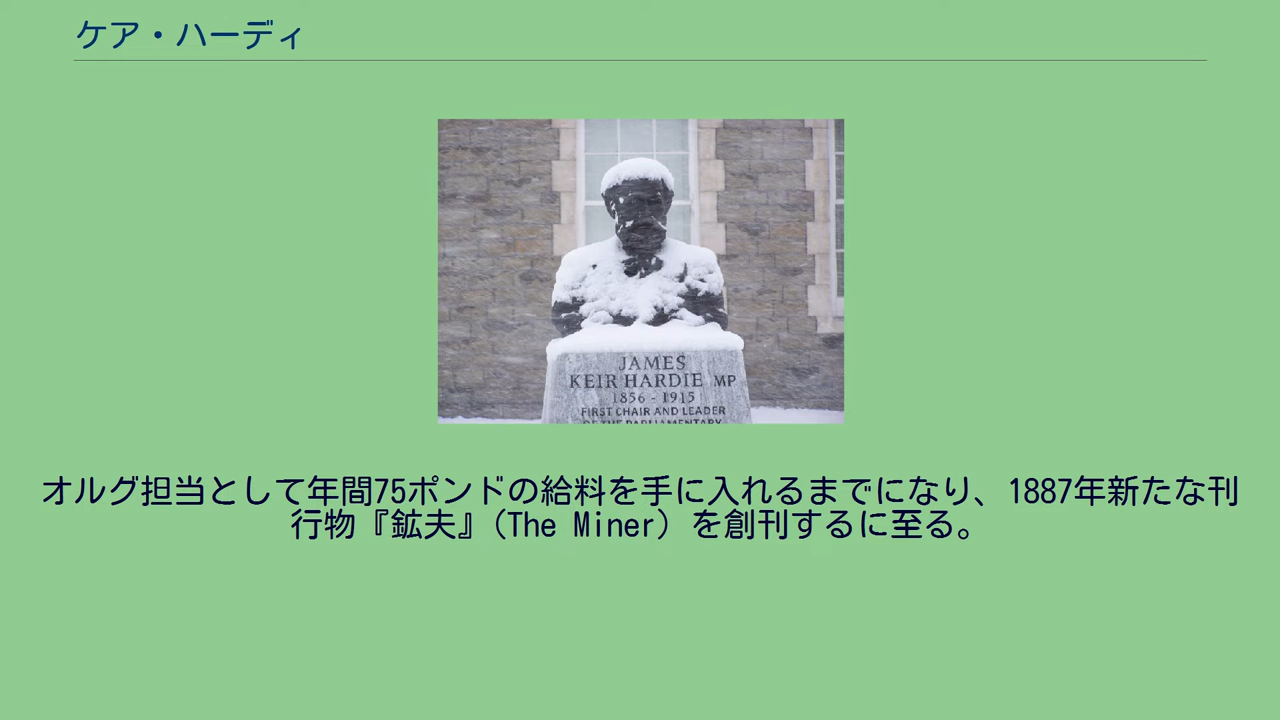 ケア・ハーディ
JAMES
KEIR HARDIE MP
1856 - 1915
FIRST CHAIR AND LEADER
OF THE PARLIAMENTARY
オルグ担当として年間75ポンドの給料を手に入れるまでになり、1887年新たな刊
行物『鉱夫』（The Miner）を創刊するに至る。